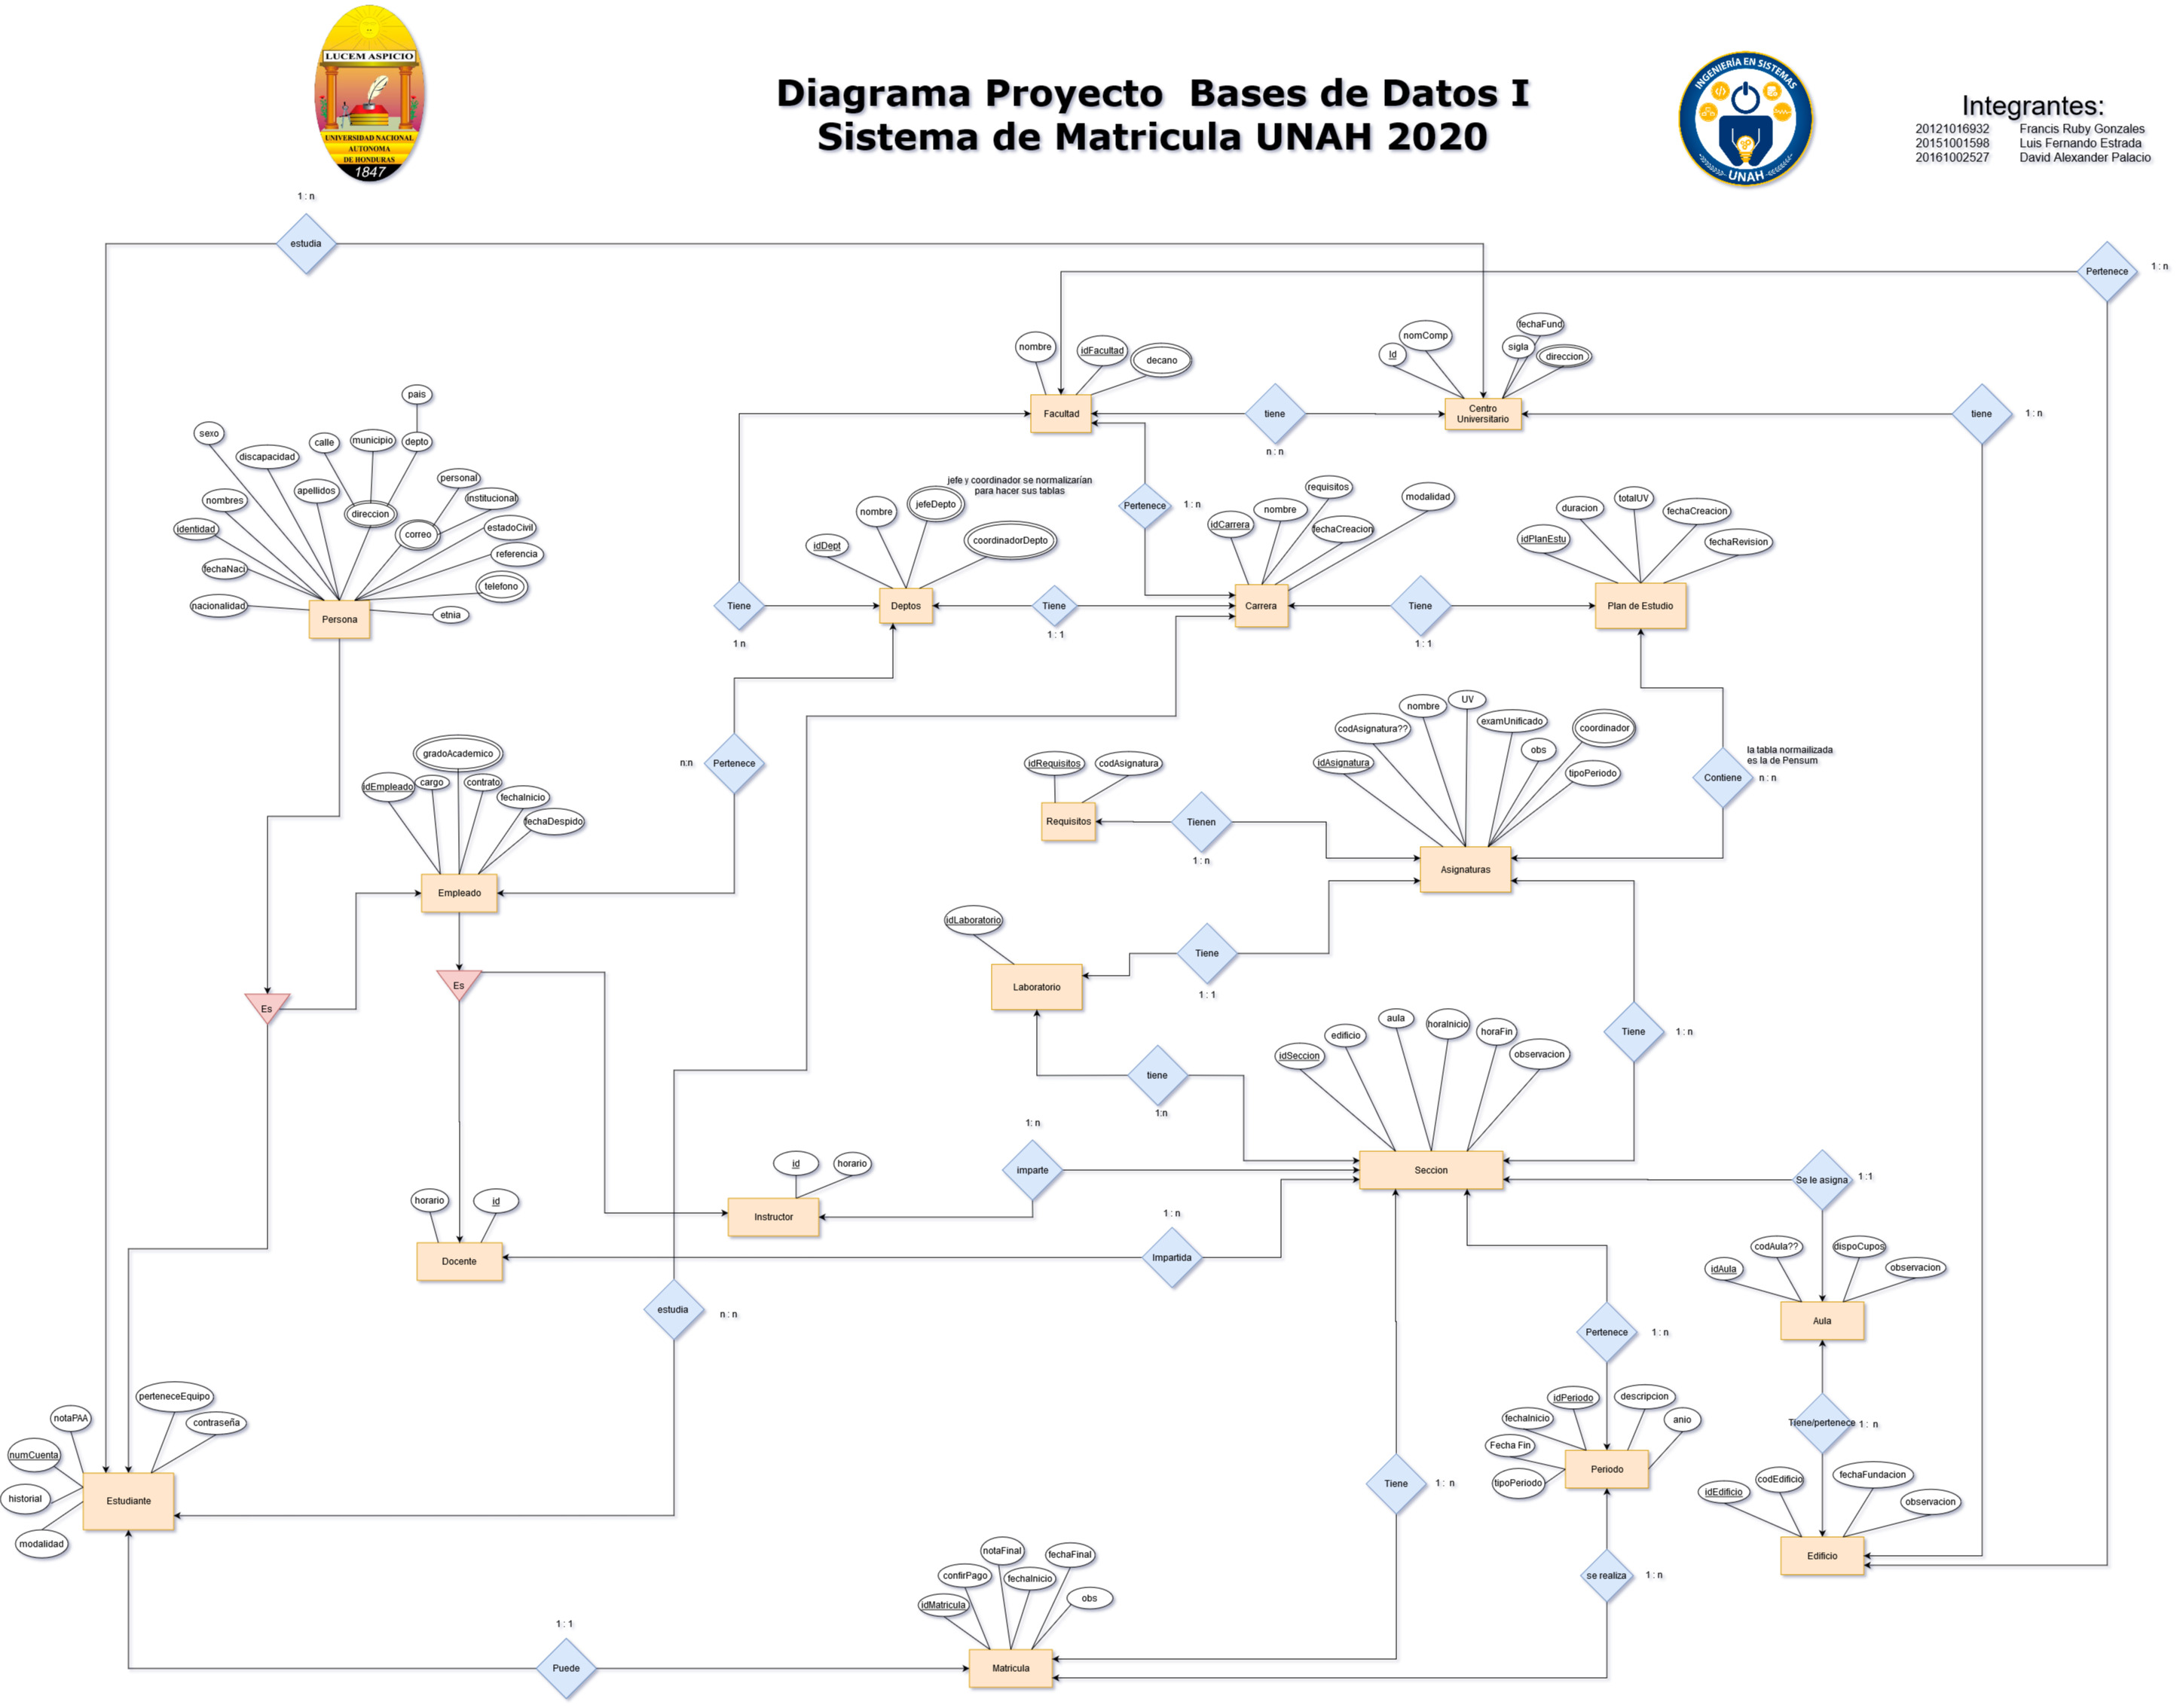 LUCEM ASPICIO
UNIVERSIDAD NACIONAL
AUTONOMA
DE HONDURAS
1847
Diagrama Proyecto Bases de Datos I
Sistema de Matricula UNAH 2020
INGENIERÍA EN SISTEMAS
UNAH
Integrantes:
20121016932 Francis Ruby Gonzales
20151001598 Luis Fernando Estrada
20161002527 David Alexander Palacio
1 : n
estudia
Pertenece
1 : n
nombre
idFacultad
decano
Facultad
tiene
n : n
Id
nomComp
sigla
fechaFund
direccion
Centro
Universitario
tiene
1 : n
pais
sexo
discapacidad
calle
municipio
depto
nombres
apellidos
direccion
personal
institucional
correo
identidad
estadoCivil
referencia
fechaNaci
telefono
nacionalidad
etnia
Persona
jefe y coordinador se normalizarían
para hacer sus tablas
idDept
nombre
jefeDepto
coordinadorDepto
Tiene
1 n
Deptos
Tiene
1 : 1
Pertenece
1 : n
idCarrera
nombre
requisitos
fechaCreacion
modalidad
Carrera
Tiene
1 : 1
idPlanEstu
duracion
totalUV
fechaCreacion
fechaRevision
Plan de Estudio
gradoAcademico
idEmpleado
cargo
contrato
fechaInicio
fechaDespido
Empleado
n:n
Pertenece
idRequisitos
codAsignatura
Requisitos
Tienen
1 : n
idAsignatura
codAsignatura??
nombre
UV
examUnificado
obs
coordinador
tipoPeriodo
Asignaturas
Contiene
la tabla normailizada
es la de Pensum
n : n
idLaboratorio
Laboratorio
Tiene
1 : 1
Es
Es
tiene
1:n
idSeccion
edificio
aula
horaInicio
horaFin
observacion
Seccion
Tiene
1 : n
1: n
imparte
id
horario
Instructor
horario
id
Docente
1 : n
Impartida
Se le asigna
1 :1
idAula
codAula??
dispoCupos
observacion
Aula
estudia
n : n
Pertenece
1 : n
Tiene/pertenece
1 : n
notaPAA
perteneceEquipo
contraseña
numCuenta
historial
modalidad
Estudiante
Tiene
1 : n
idPeriodo
descripcion
fechaInicio
anio
Fecha Fin
tipoPeriodo
Periodo
idEdificio
codEdificio
fechaFundacion
observacion
Edificio
se realiza
1 : n
notaFinal
fechaFinal
confirPago
fechaInicio
idMatricula
obs
Matricula
1 : 1
Puede